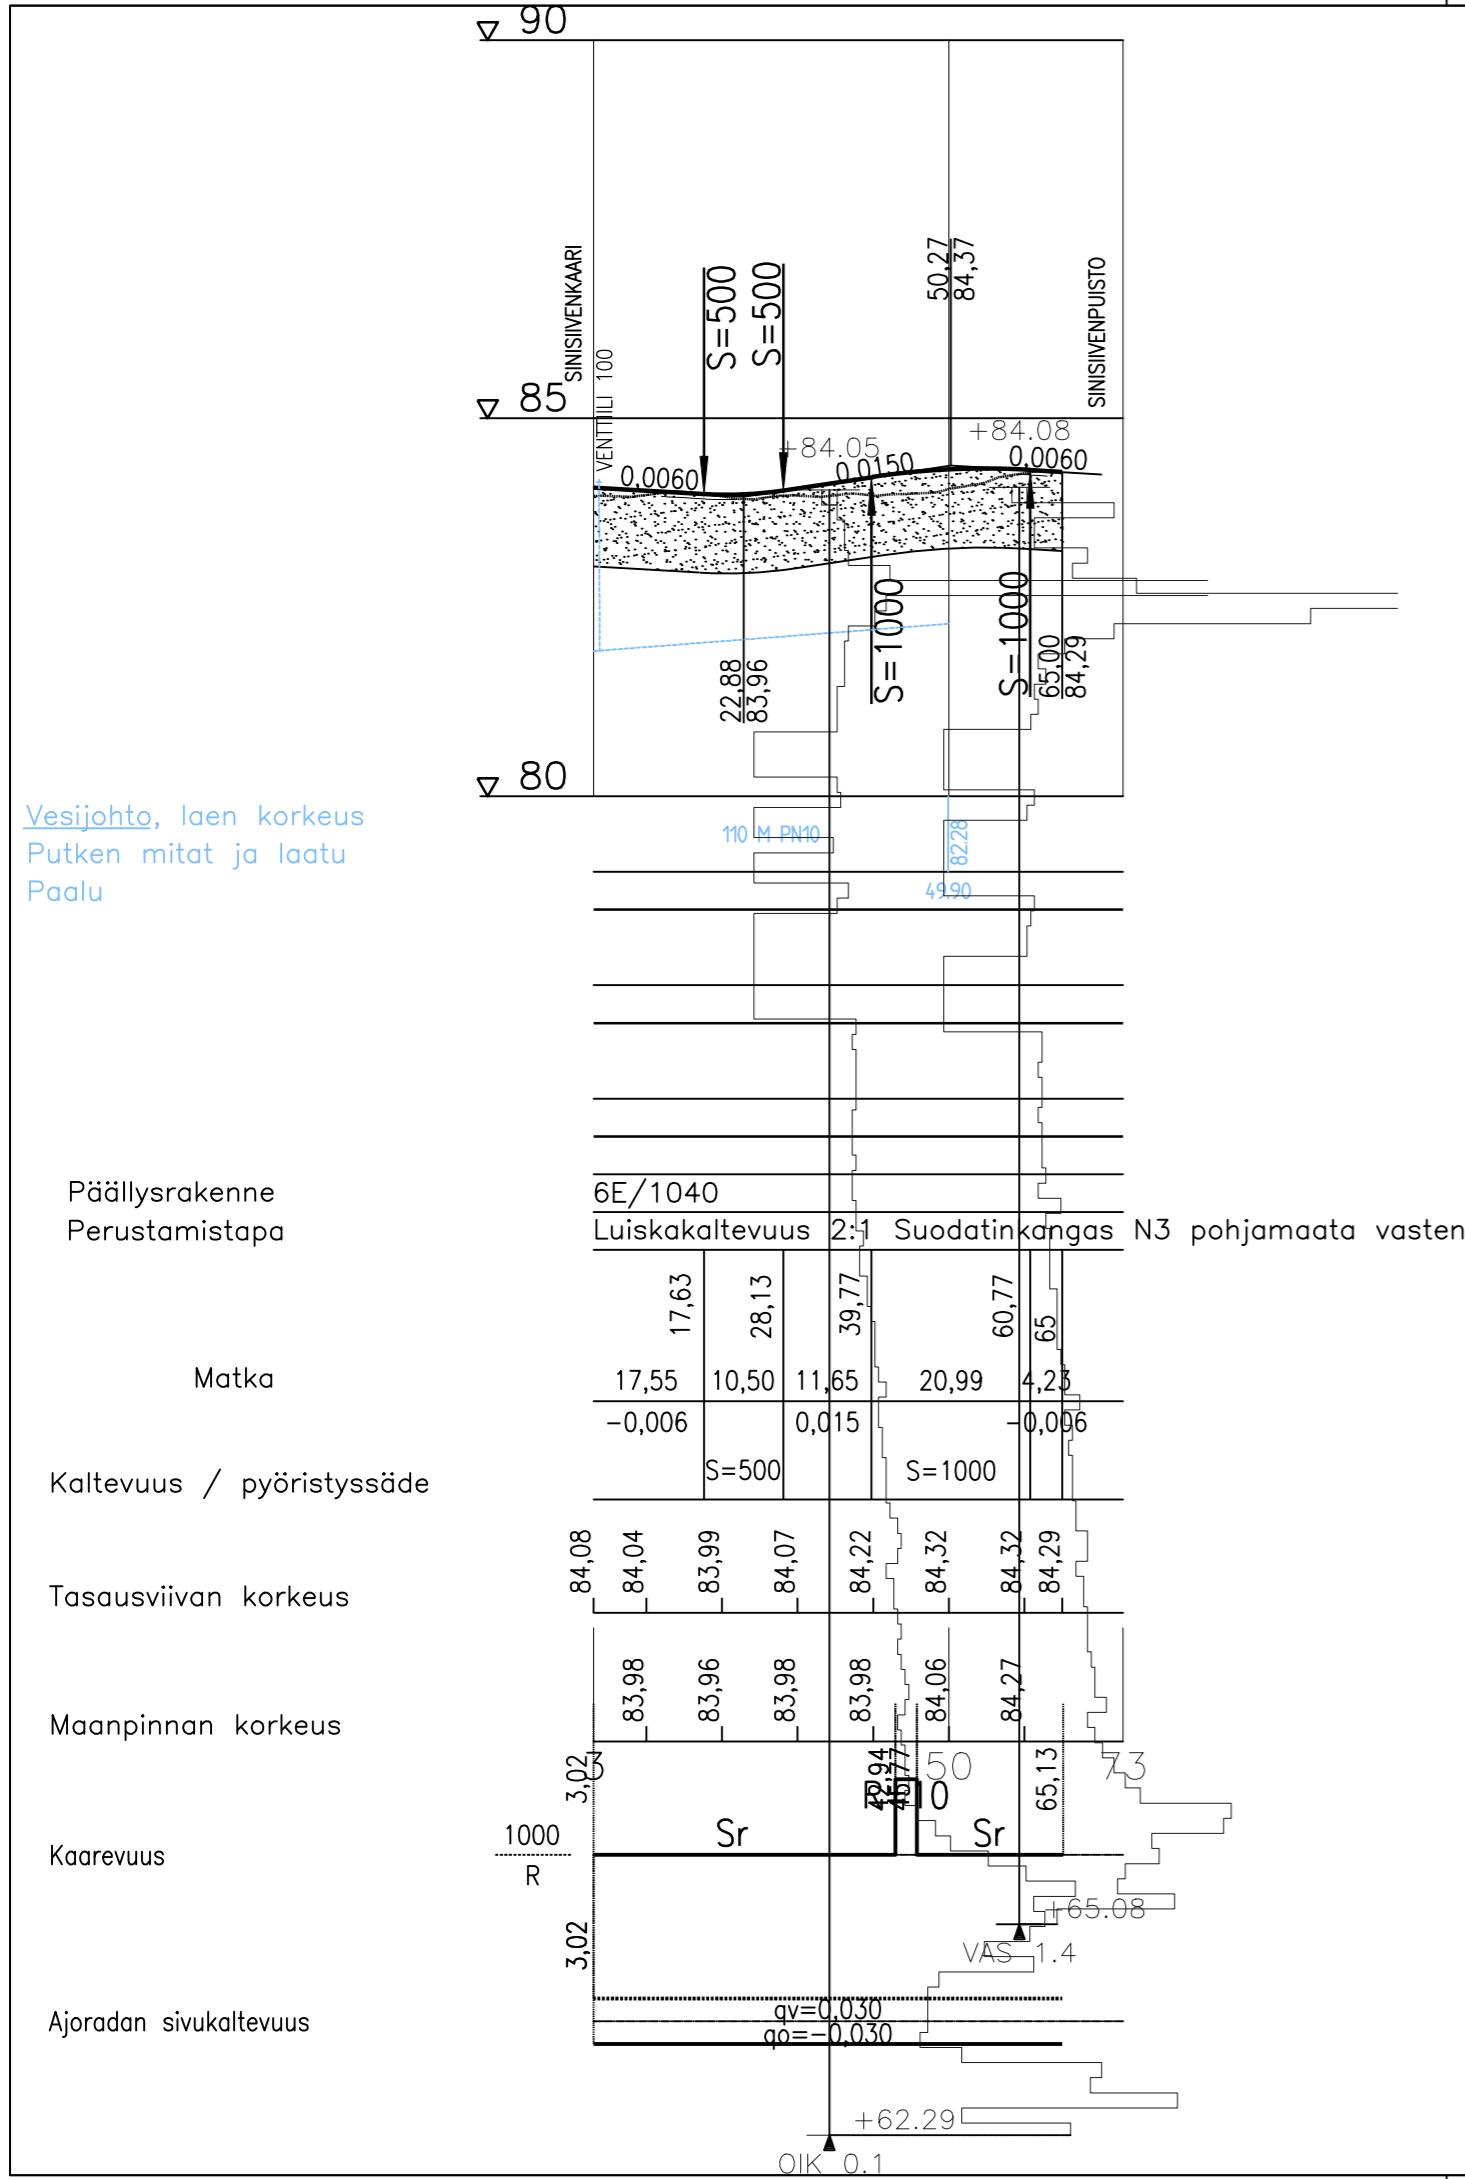 90
SINISIIVENKAARI
VENTTIILI 100
S=500
S=500
50,27
84,37
SINISIIVENPUISTO
85
+84.05
+84.08
0,0060
0,0150
0,0060
22,88
83,96
S=1000
S=1000
65,00
84,29
80
Vesijohto, laen korkeus
Putken mitat ja laatu
Paalu
110 M PN10
82.28
49.90
Päällysrakenne
6E/1040
Perustamistapa
Luiskakaltevuus 2:1 Suodatinkangas N3 pohjamaata vasten
17,63
28,13
39,77
60,77
65
Matka
17,55 10,50 11,65 20,99 4,23
-0,006 0,015 -0,006
Kaltevuus / pyöristyssäde
S=500 S=1000
Tasausviivan korkeus
84,08 84,04 83,99 84,07 84,22 84,32 84,32 84,29
Maanpinnan korkeus
83,98 83,96 83,98 83,98 84,06 84,27
3 50 73
3,02
42,94
45,77
65,13
Kaarevuus
1000
R
Sr
Sr
+65.08
VAS 1.4
3,02
Ajoradan sivukaltevuus
qv=0,030
qo=-0,030
+62.29
OIK 0.1